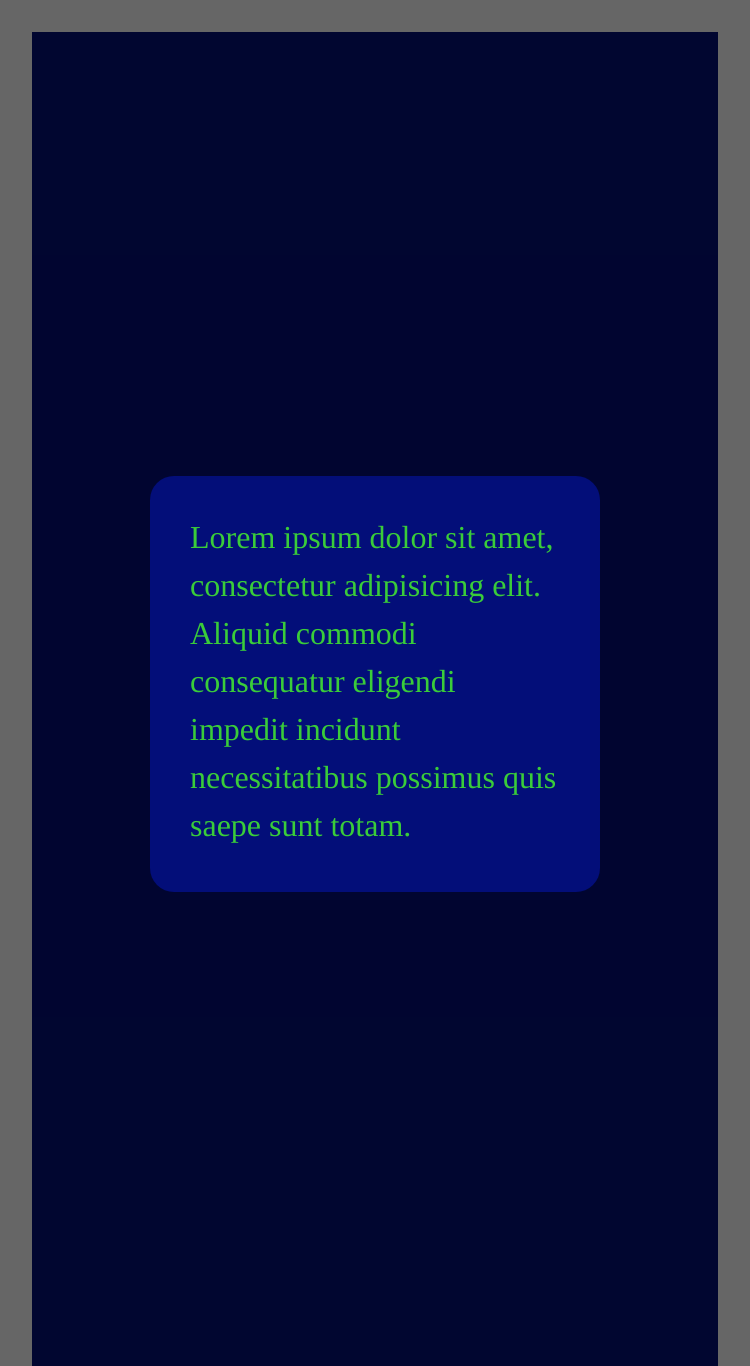 Lorem ipsum dolor sit amet,
consectetur adipisicing elit.
Aliquid commodi
consequatur eligendi
impedit incidunt
necessitatibus possimus quis
saepe sunt totam.